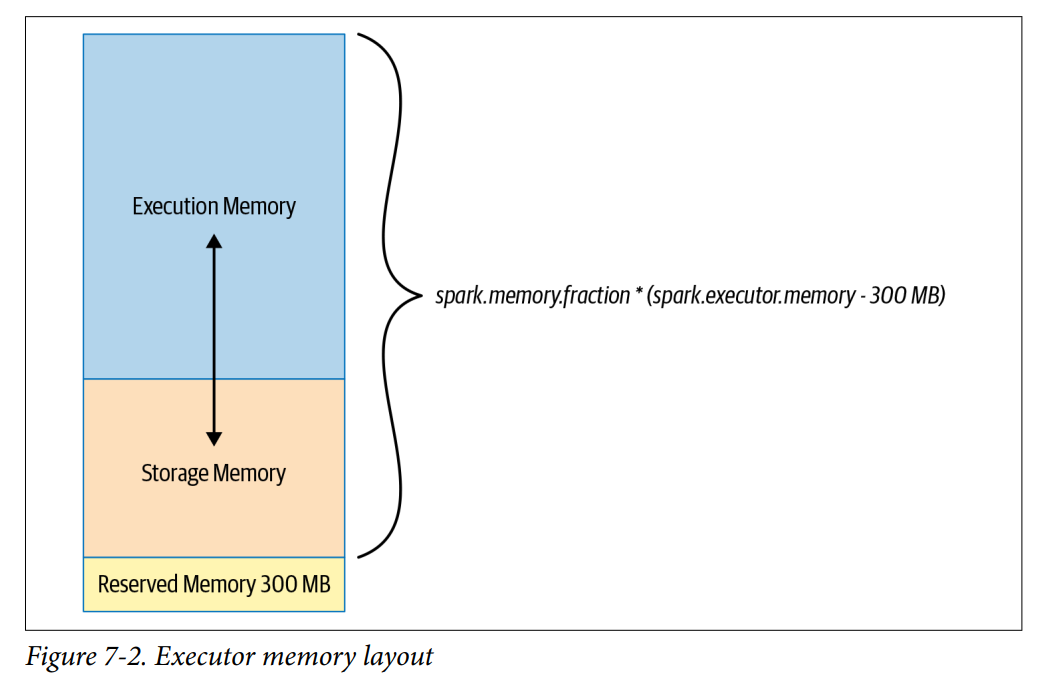 Execution Memory
spark.memory.fraction * (spark.executor.memory - 300 MB)
Storage Memory
Reserved Memory 300 MB
Figure 7-2. Executor memory layout